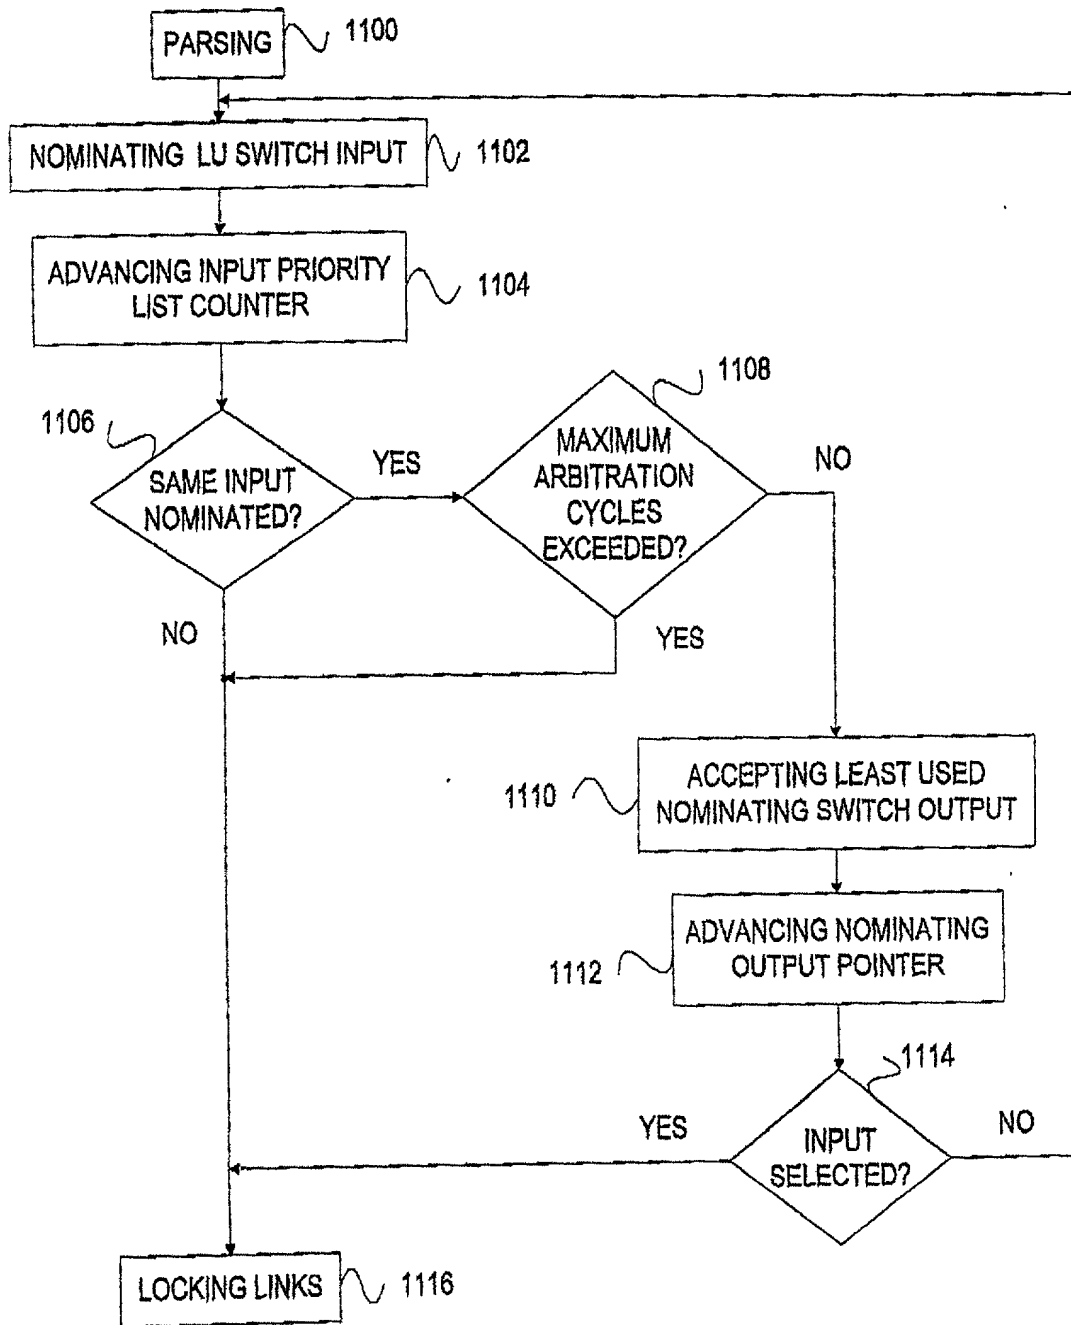 PARSING
1100
NOMINATING LU SWITCH INPUT
1102
ADVANCING INPUT PRIORITY
LIST COUNTER
1104
1106
SAME INPUT
NOMINATED?
YES
NO
1108
MAXIMUM
ARBITRATION
CYCLES
EXCEEDED?
NO
YES
1110
ACCEPTING LEAST USED
NOMINATING SWITCH OUTPUT
1112
ADVANCING NOMINATING
OUTPUT POINTER
1114
INPUT
SELECTED?
YES
NO
LOCKING LINKS
1116